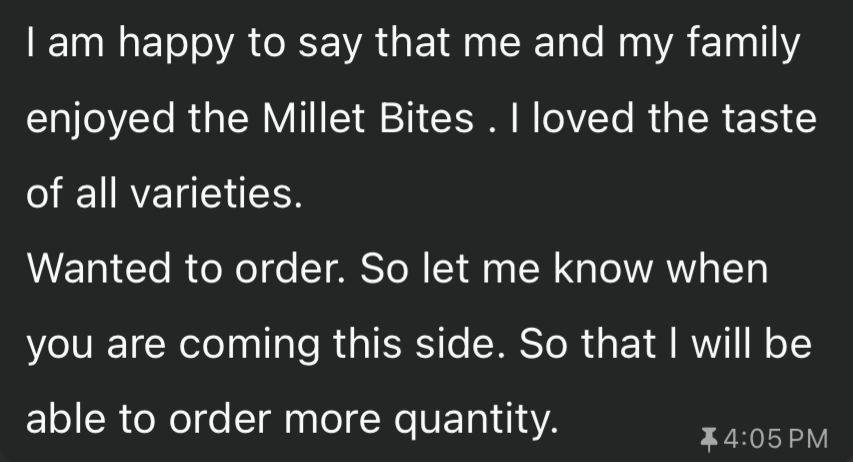 I am happy to say that me and my family
enjoyed the Millet Bites . I loved the taste
of all varieties.
Wanted to order. So let me know when
you are coming this side. So that I will be
able to order more quantity.
4:05 PM